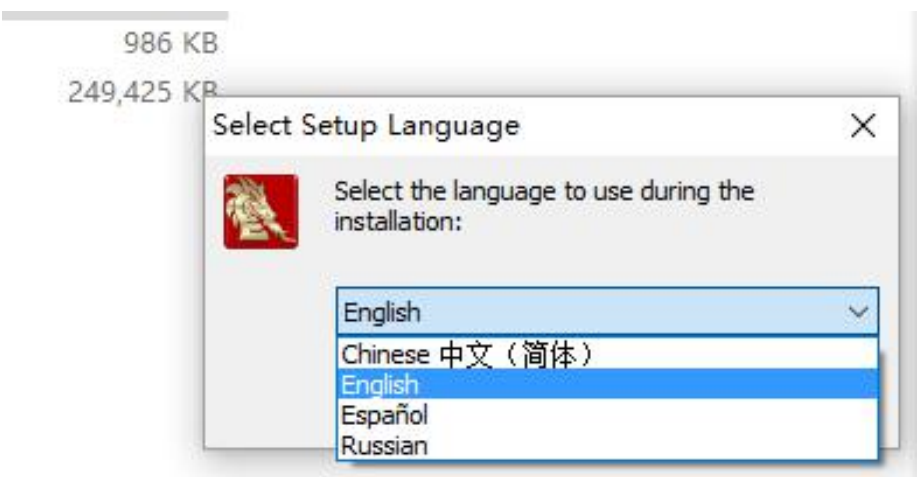 986 KB
249,425 KB
Select Setup Language
Select the language to use during the
installation:
English
Chinese 中文（简体）
English
Español
Russian